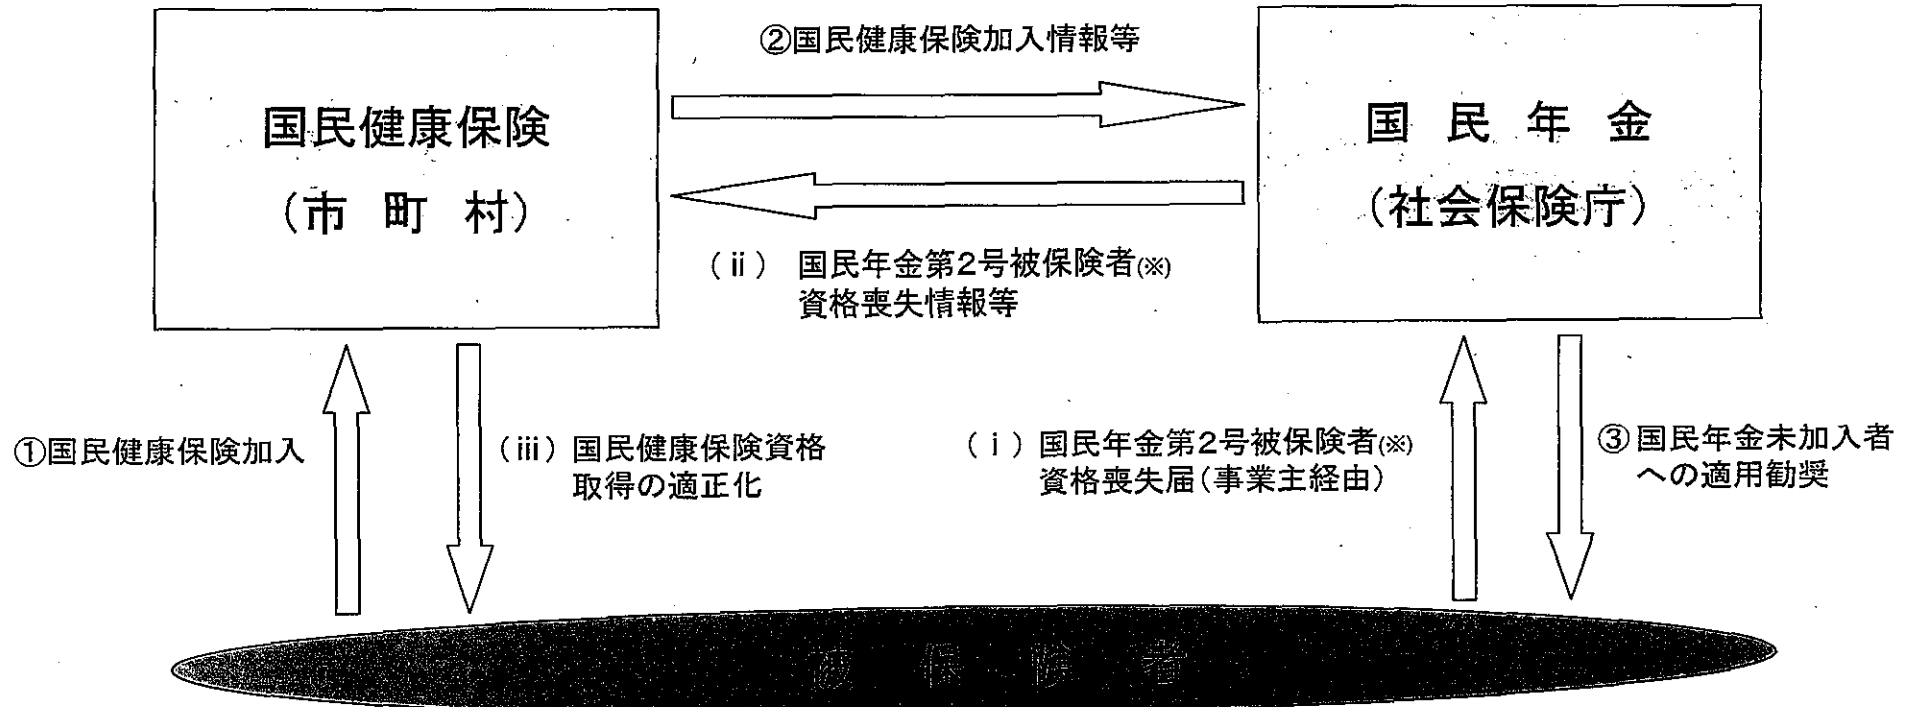 ②国民健康保険加入情報等
国民健康保険
(市 町 村)
国 民 年 金
(社会保険庁)
(ⅱ) 国民年金第2号被保険者(※)
資格喪失情報等
①国民健康保険加入
(ⅲ) 国民健康保険資格
取得の適正化
(ⅰ) 国民年金第2号被保険者(※)
資格喪失届(事業主経由)
③国民年金未加入者
への適用勧奨
被 保 険 者